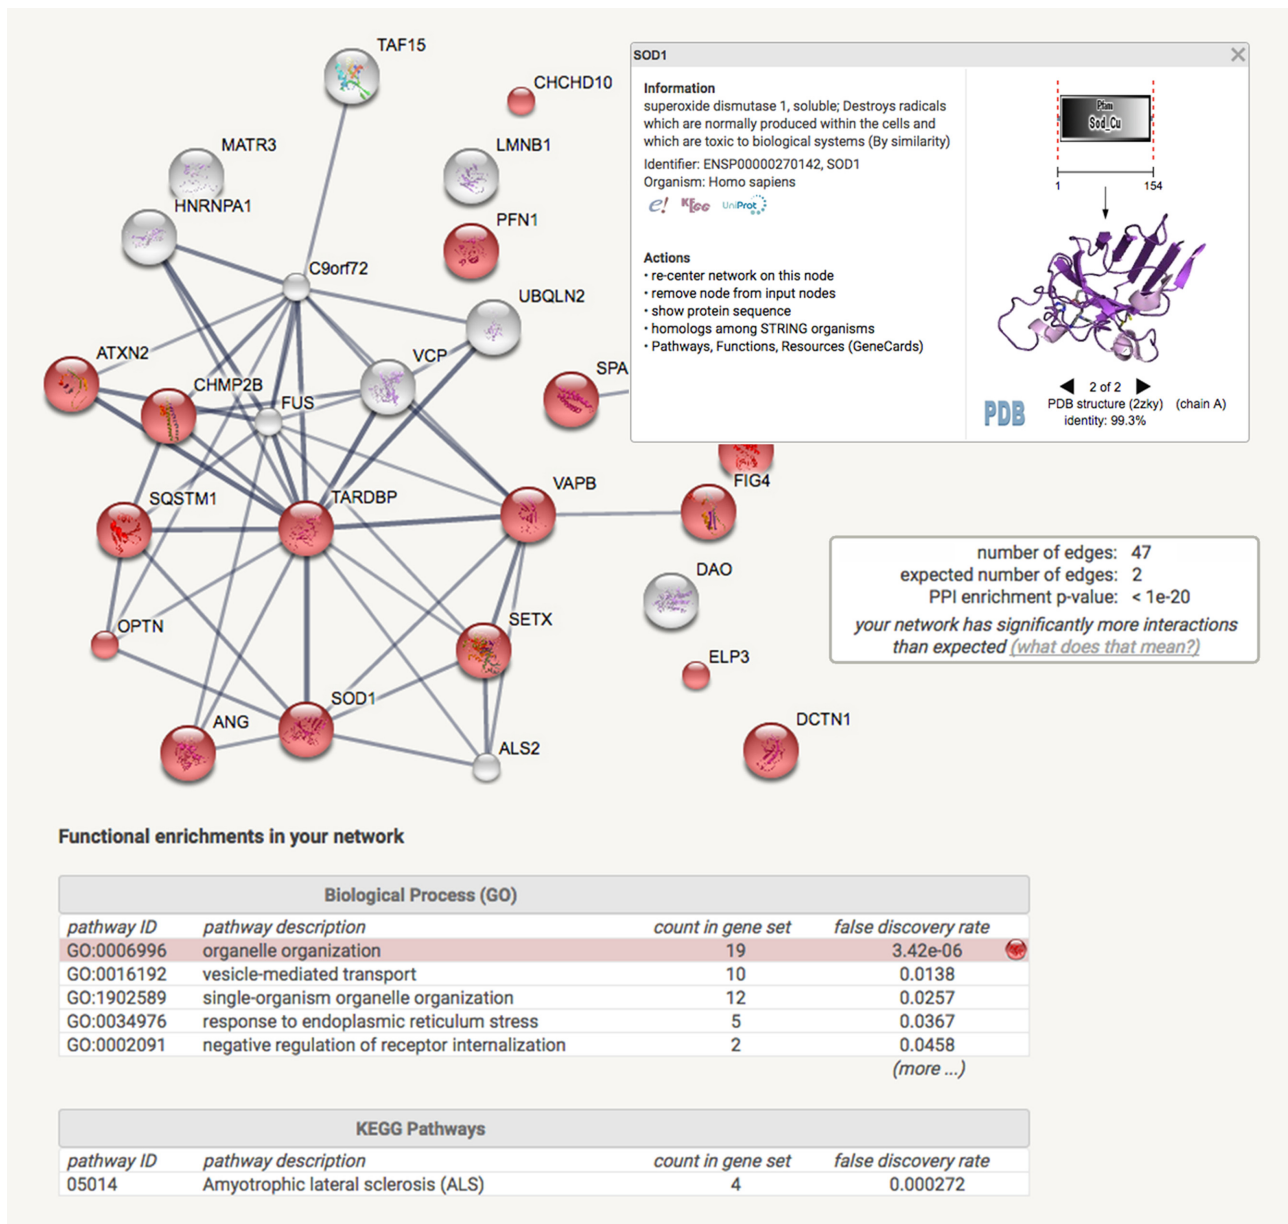 TAF15
CHCHD10
MATR3
LMNB1
HNRNPA1
PFN1
C9orf72
UBQLN2
ATXN2
VCP
CHMP2B
FUS
SPA
SQSTM1
TARDBP
VAPB
FIG4
DAO
OPTN
SETX
ELP3
SOD1
ANG
ALS2
DCTN1
SOD1
Information
superoxide dismutase 1, soluble; Destroys radicals
which are normally produced within the cells and
which are toxic to biological systems (By similarity)
Identifier: ENSP00000270142, SOD1
Organism: Homo sapiens
e! KEGG UniProt
Actions
• re-center network on this node
• remove node from input nodes
• show protein sequence
• homologs among STRING organisms
• Pathways, Functions, Resources (GeneCards)
Pfam
Sod_Cu
1 154
2 of 2
PDB
PDB structure (2zky) (chain A)
identity: 99.3%
number of edges: 47
expected number of edges: 2
PPI enrichment p-value: < 1e-20
your network has significantly more interactions
than expected (what does that mean?)
Functional enrichments in your network
Biological Process (GO)
pathway ID pathway description count in gene set false discovery rate
GO:0006996 organelle organization 19 3.42e-06
GO:0016192 vesicle-mediated transport 10 0.0138
GO:1902589 single-organism organelle organization 12 0.0257
GO:0034976 response to endoplasmic reticulum stress 5 0.0367
GO:0002091 negative regulation of receptor internalization 2 0.0458
(more ...)
KEGG Pathways
pathway ID pathway description count in gene set false discovery rate
05014 Amyotrophic lateral sclerosis (ALS) 4 0.000272